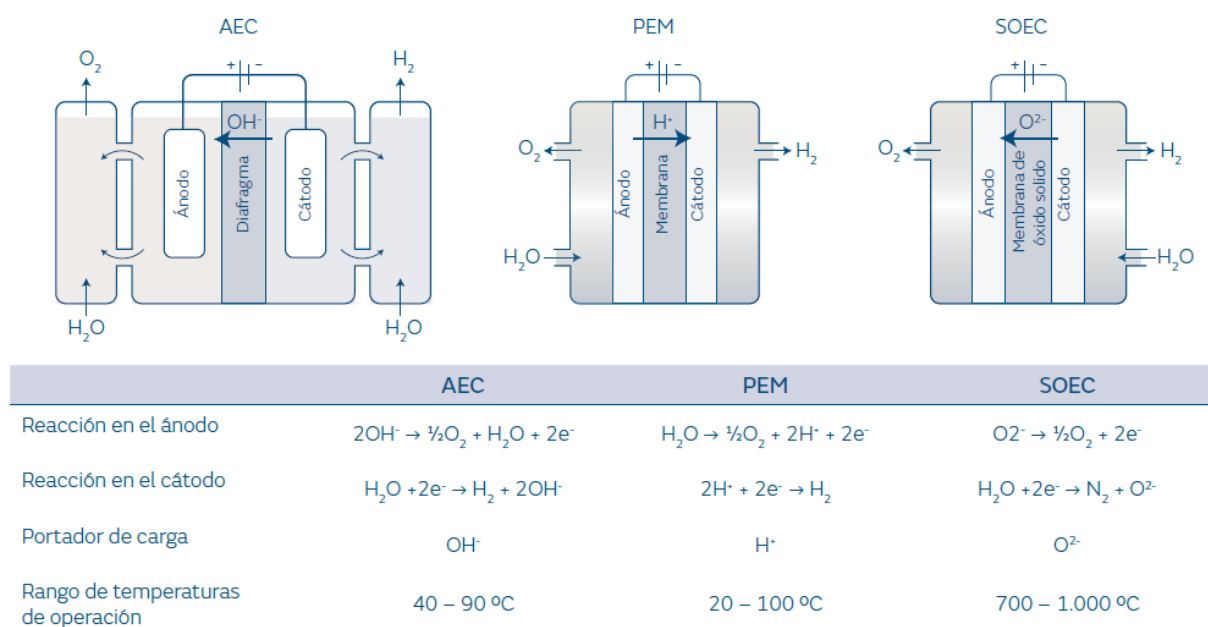 AEC
PEM
SOEC
O₂
H₂
+ −
+ −
+ −
OH⁻
H⁺
O²⁻
O₂
H₂
O₂
H₂
Ánodo
Diafragma
Cátodo
Ánodo
Membrana
Cátodo
Ánodo
Membrana de
óxido solido
Cátodo
H₂O
H₂O
H₂O
H₂O
AEC PEM SOEC
Reacción en el ánodo 2OH⁻ → ½O₂ + H₂O + 2e⁻ H₂O → ½O₂ + 2H⁺ + 2e⁻ O2⁻ → ½O₂ + 2e⁻
Reacción en el cátodo H₂O +2e⁻ → H₂ + 2OH⁻ 2H⁺ + 2e⁻ → H₂ H₂O +2e⁻ → N₂ + O²⁻
Portador de carga OH⁻ H⁺ O²⁻
Rango de temperaturas
de operación 40 – 90 ºC 20 – 100 ºC 700 – 1.000 ºC